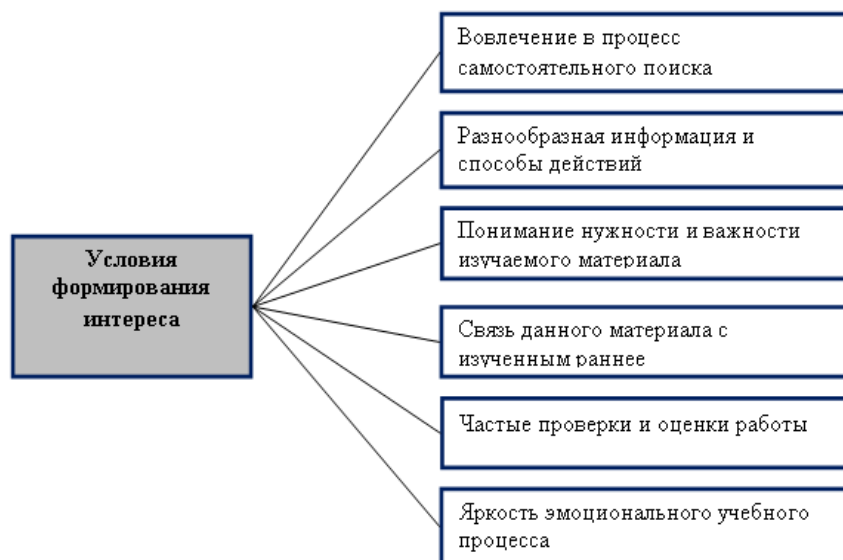 Условия
формирования
интереса
Вовлечение в процесс
самостоятельного поиска
Разнообразная информация и
способы действий
Понимание нужности и важности
изучаемого материала
Связь данного материала с
изученным раннее
Частые проверки и оценки работы
Яркость эмоционального учебного
процесса